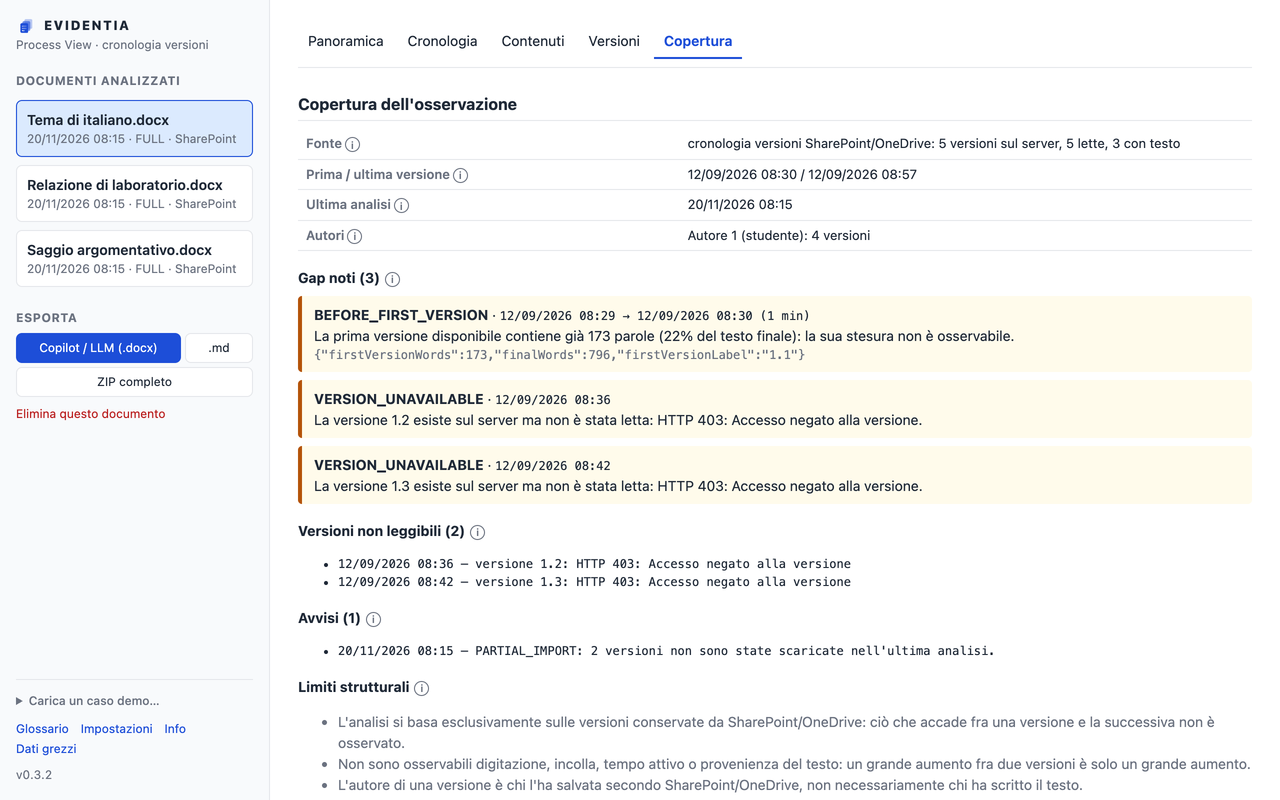 EVIDENTIA
Process View · cronologia versioni
DOCUMENTI ANALIZZATI
Tema di italiano.docx
20/11/2026 08:15 · FULL · SharePoint
Relazione di laboratorio.docx
20/11/2026 08:15 · FULL · SharePoint
Saggio argomentativo.docx
20/11/2026 08:15 · FULL · SharePoint
ESPORTA
Copilot / LLM (.docx) .md
ZIP completo
Elimina questo documento
Carica un caso demo...
Glossario Impostazioni Info
Dati grezzi
v0.3.2
Panoramica Cronologia Contenuti Versioni Copertura
Copertura dell'osservazione
Fonte cronologia versioni SharePoint/OneDrive: 5 versioni sul server, 5 lette, 3 con testo
Prima / ultima versione 12/09/2026 08:30 / 12/09/2026 08:57
Ultima analisi 20/11/2026 08:15
Autori Autore 1 (studente): 4 versioni
Gap noti (3)
BEFORE_FIRST_VERSION · 12/09/2026 08:29 → 12/09/2026 08:30 (1 min)
La prima versione disponibile contiene già 173 parole (22% del testo finale): la sua stesura non è osservabile.
{"firstVersionWords":173,"finalWords":796,"firstVersionLabel":"1.1"}
VERSION_UNAVAILABLE · 12/09/2026 08:36
La versione 1.2 esiste sul server ma non è stata letta: HTTP 403: Accesso negato alla versione.
VERSION_UNAVAILABLE · 12/09/2026 08:42
La versione 1.3 esiste sul server ma non è stata letta: HTTP 403: Accesso negato alla versione.
Versioni non leggibili (2)
12/09/2026 08:36 — versione 1.2: HTTP 403: Accesso negato alla versione
12/09/2026 08:42 — versione 1.3: HTTP 403: Accesso negato alla versione
Avvisi (1)
20/11/2026 08:15 — PARTIAL_IMPORT: 2 versioni non sono state scaricate nell'ultima analisi.
Limiti strutturali
L'analisi si basa esclusivamente sulle versioni conservate da SharePoint/OneDrive: ciò che accade fra una versione e la successiva non è
osservato.
Non sono osservabili digitazione, incolla, tempo attivo o provenienza del testo: un grande aumento fra due versioni è solo un grande aumento.
L'autore di una versione è chi l'ha salvata secondo SharePoint/OneDrive, non necessariamente chi ha scritto il testo.